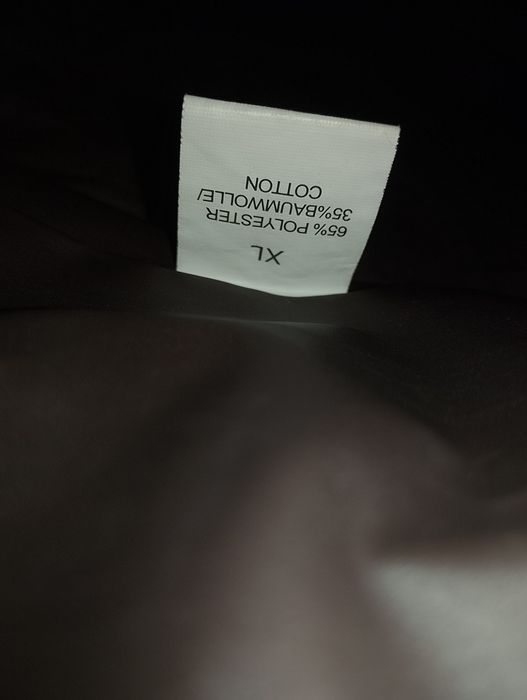 XL
65% POLYESTER
35%BAUMWOLLE/
COTTON